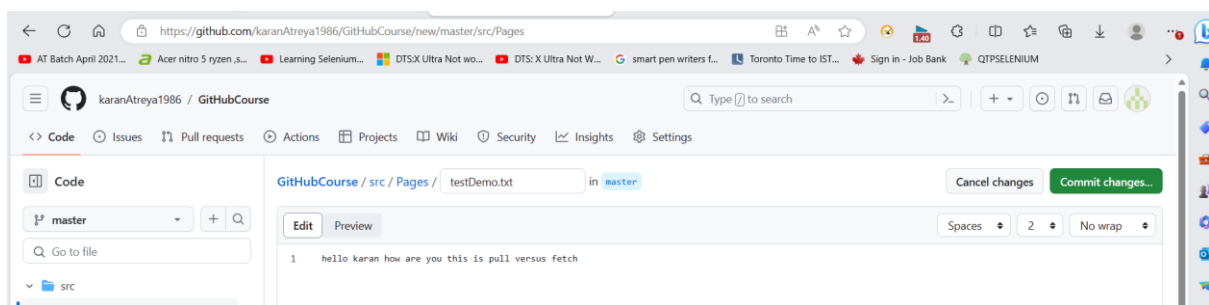 https://github.com/karanAtreya1986/GitHubCourse/new/master/src/Pages
1.40
AT Batch April 2021... Acer nitro 5 ryzen ,s... Learning Selenium... DTS:X Ultra Not wo... DTS: X Ultra Not W... smart pen writers f... Toronto Time to IST... Sign in - Job Bank QTPSELENIUM
karanAtreya1986 / GitHubCourse Type / to search
<> Code Issues Pull requests Actions Projects Wiki Security Insights Settings
Code GitHubCourse / src / Pages / testDemo.txt in master Cancel changes Commit changes...
master Edit Preview Spaces 2 No wrap
Go to file
1 hello karan how are you this is pull versus fetch
src